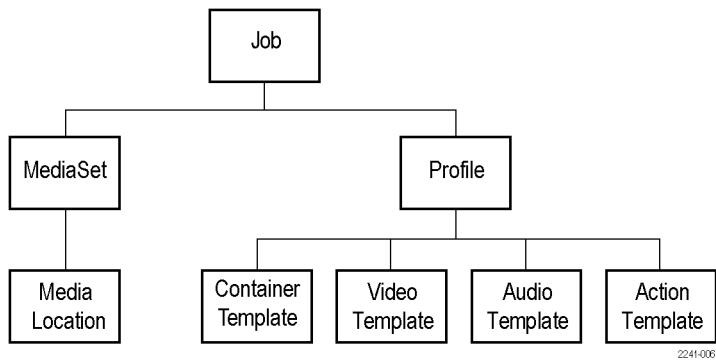 Job
MediaSet
Profile
Media
Location
Container
Template
Video
Template
Audio
Template
Action
Template
2241-006